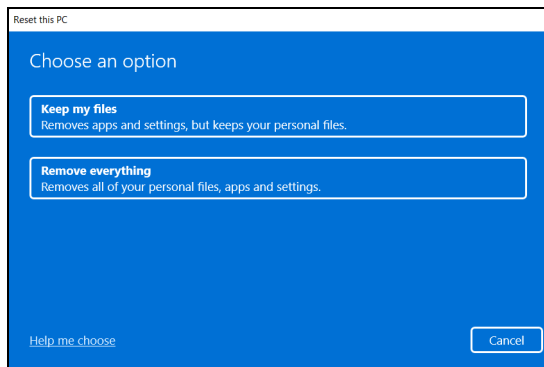 Reset this PC
Choose an option
Keep my files
Removes apps and settings, but keeps your personal files.
Remove everything
Removes all of your personal files, apps and settings.
Help me choose
Cancel